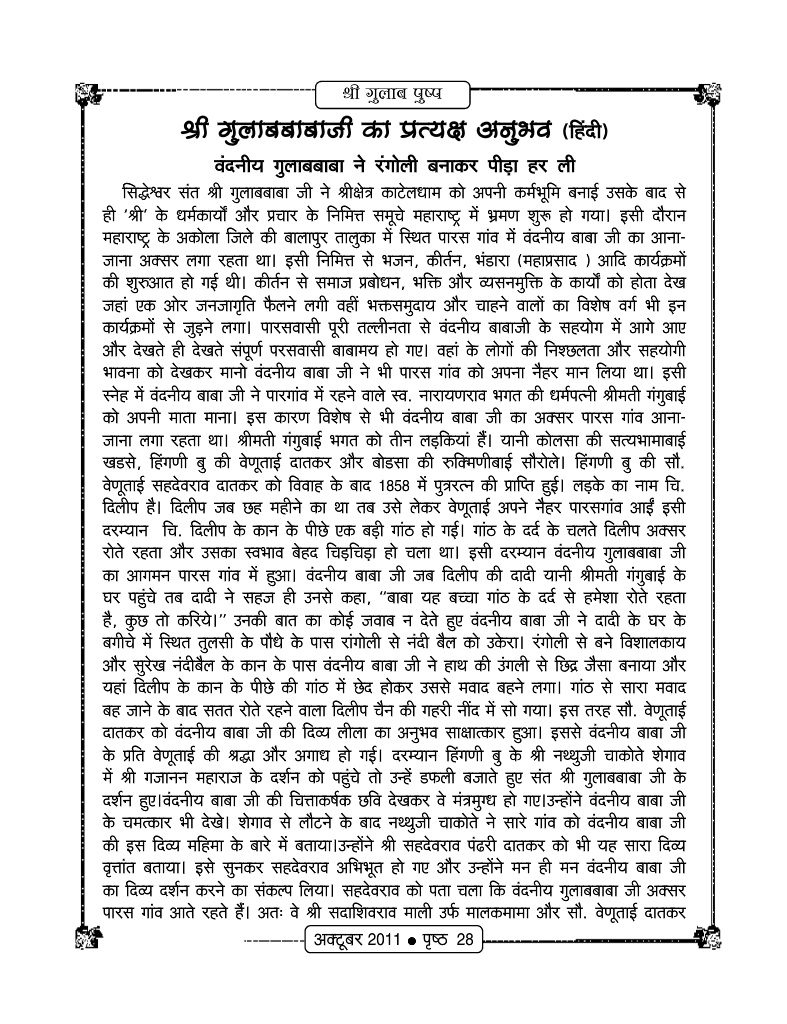 श्री गुलाब पुष्प
श्री गुलाबबाबाजी का प्रत्यक्ष अनुभव (हिंदी)
वंदनीय गुलाबबाबा ने रंगोली बनाकर पीड़ा हर ली
सिद्धेश्वर संत श्री गुलाबबाबा जी ने श्रीक्षेत्र काटेलधाम को अपनी कर्मभूमि बनाई उसके बाद से
ही ‘श्री’ के धर्मकार्यों और प्रचार के निमित्त समूचे महाराष्ट्र में भ्रमण शुरू हो गया। इसी दौरान
महाराष्ट्र के अकोला जिले की बालापुर तालुका में स्थित पारस गांव में वंदनीय बाबा जी का आना-
जाना अक्सर लगा रहता था। इसी निमित्त से भजन, कीर्तन, भंडारा (महाप्रसाद ) आदि कार्यक्रमों
की शुरुआत हो गई थी। कीर्तन से समाज प्रबोधन, भक्ति और व्यसनमुक्ति के कार्यों को होता देख
जहां एक ओर जनजागृति फैलने लगी वहीं भक्तसमुदाय और चाहने वालों का विशेष वर्ग भी इन
कार्यक्रमों से जुड़ने लगा। पारसवासी पूरी तल्लीनता से वंदनीय बाबाजी के सहयोग में आगे आए
और देखते ही देखते संपूर्ण परसवासी बाबामय हो गए। वहां के लोगों की निश्छलता और सहयोगी
भावना को देखकर मानो वंदनीय बाबा जी ने भी पारस गांव को अपना नैहर मान लिया था। इसी
स्नेह में वंदनीय बाबा जी ने पारगांव में रहने वाले स्व. नारायणराव भगत की धर्मपत्नी श्रीमती गंगुबाई
को अपनी माता माना। इस कारण विशेष से भी वंदनीय बाबा जी का अक्सर पारस गांव आना-
जाना लगा रहता था। श्रीमती गंगुबाई भगत को तीन लड़कियां हैं। यानी कोलसा की सत्यभामाबाई
खडसे, हिंगणी बु की वेणूताई दातकर और बोडसा की रुक्मिणीबाई सौरोले। हिंगणी बु की सौ.
वेणूताई सहदेवराव दातकर को विवाह के बाद 1858 में पुत्ररत्न की प्राप्ति हुई। लड़के का नाम चि.
दिलीप है। दिलीप जब छह महीने का था तब उसे लेकर वेणूताई अपने नैहर पारसगांव आईं इसी
दरम्यान चि. दिलीप के कान के पीछे एक बड़ी गांठ हो गई। गांठ के दर्द के चलते दिलीप अक्सर
रोते रहता और उसका स्वभाव बेहद चिड़चिड़ा हो चला था। इसी दरम्यान वंदनीय गुलाबबाबा जी
का आगमन पारस गांव में हुआ। वंदनीय बाबा जी जब दिलीप की दादी यानी श्रीमती गंगुबाई के
घर पहुंचे तब दादी ने सहज ही उनसे कहा, ‘‘बाबा यह बच्चा गांठ के दर्द से हमेशा रोते रहता
है, कुछ तो करिये।’’ उनकी बात का कोई जवाब न देते हुए वंदनीय बाबा जी ने दादी के घर के
बगीचे में स्थित तुलसी के पौधे के पास रांगोली से नंदी बैल को उकेरा। रंगोली से बने विशालकाय
और सुरेख नंदीबैल के कान के पास वंदनीय बाबा जी ने हाथ की उंगली से छिद्र जैसा बनाया और
यहां दिलीप के कान के पीछे की गांठ में छेद होकर उससे मवाद बहने लगा। गांठ से सारा मवाद
बह जाने के बाद सतत रोते रहने वाला दिलीप चैन की गहरी नींद में सो गया। इस तरह सौ. वेणूताई
दातकर को वंदनीय बाबा जी की दिव्य लीला का अनुभव साक्षात्कार हुआ। इससे वंदनीय बाबा जी
के प्रति वेणूताई की श्रद्धा और अगाध हो गई। दरम्यान हिंगणी बु के श्री नथ्थुजी चाकोते शेगाव
में श्री गजानन महाराज के दर्शन को पहुंचे तो उन्हें डफली बजाते हुए संत श्री गुलाबबाबा जी के
दर्शन हुए।वंदनीय बाबा जी की चित्ताकर्षक छवि देखकर वे मंत्रमुग्ध हो गए।उन्होंने वंदनीय बाबा जी
के चमत्कार भी देखे। शेगाव से लौटने के बाद नथ्थुजी चाकोते ने सारे गांव को वंदनीय बाबा जी
की इस दिव्य महिमा के बारे में बताया।उन्होंने श्री सहदेवराव पंढरी दातकर को भी यह सारा दिव्य
वृत्तांत बताया। इसे सुनकर सहदेवराव अभिभूत हो गए और उन्होंने मन ही मन वंदनीय बाबा जी
का दिव्य दर्शन करने का संकल्प लिया। सहदेवराव को पता चला कि वंदनीय गुलाबबाबा जी अक्सर
पारस गांव आते रहते हैं। अतः वे श्री सदाशिवराव माली उर्फ मालकमामा और सौ. वेणूताई दातकर
अक्टूबर 2011 ● पृष्ठ 28